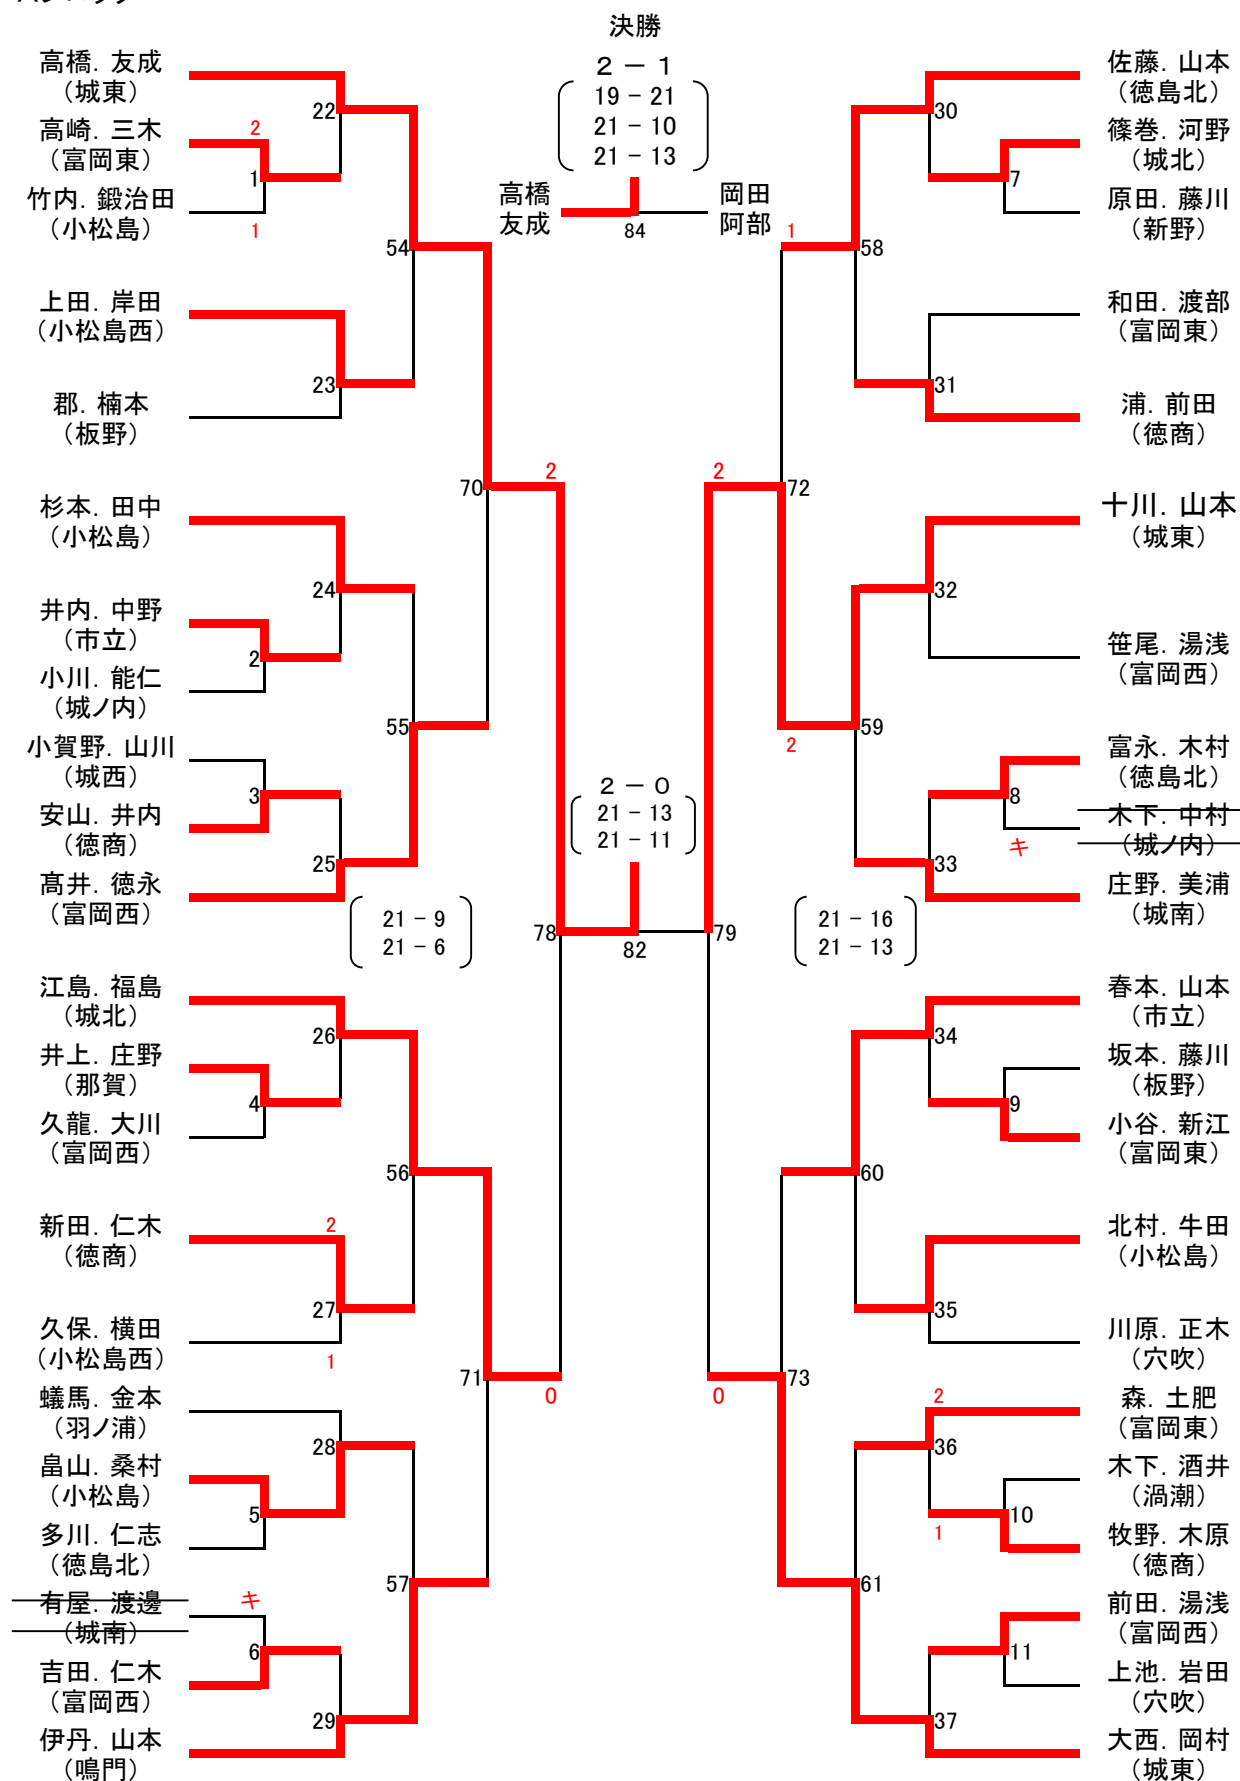 決勝
2 － 1
19 － 21
21 － 10
21 － 13
高橋 岡田
友成 阿部
84
高橋．友成
（城東）
22
高崎．三木
（富岡東）
2
1
竹内．鍛治田
（小松島）
1
54
上田．岸田
（小松島西）
23
郡．楠本
（板野）
70
2
杉本．田中
（小松島）
24
井内．中野
（市立）
2
小川．能仁
（城ノ内）
55
小賀野．山川
（城西）
3
安山．井内
（徳商）
25
髙井．徳永
（富岡西）
21 － 9
21 － 6
78
2 － 0
21 － 13
21 － 11
82
江島．福島
（城北）
26
井上．庄野
（那賀）
4
久龍．大川
（富岡西）
56
新田．仁木
（徳商）
2
27
久保．横田
（小松島西）
1
71
0
蟻馬．金本
（羽ノ浦）
28
畠山．桑村
（小松島）
5
多川．仁志
（徳島北）
57
有屋．渡邊
（城南）
キ
6
吉田．仁木
（富岡西）
29
伊丹．山本
（鳴門）
佐藤．山本
（徳島北）
30
篠巻．河野
（城北）
7
原田．藤川
（新野）
1
58
和田．渡部
（富岡東）
31
浦．前田
（徳商）
2
72
十川．山本
（城東）
32
笹尾．湯浅
（富岡西）
59
2
富永．木村
（徳島北）
8
木下．中村
（城ノ内）
キ
33
庄野．美浦
（城南）
21 － 16
21 － 13
79
春本．山本
（市立）
34
坂本．藤川
（板野）
9
小谷．新江
（富岡東）
60
北村．牛田
（小松島）
35
川原．正木
（穴吹）
73
0
森．土肥
（富岡東）
2
36
木下．酒井
（渦潮）
10
1
牧野．木原
（徳商）
61
前田．湯浅
（富岡西）
11
上池．岩田
（穴吹）
37
大西．岡村
（城東）